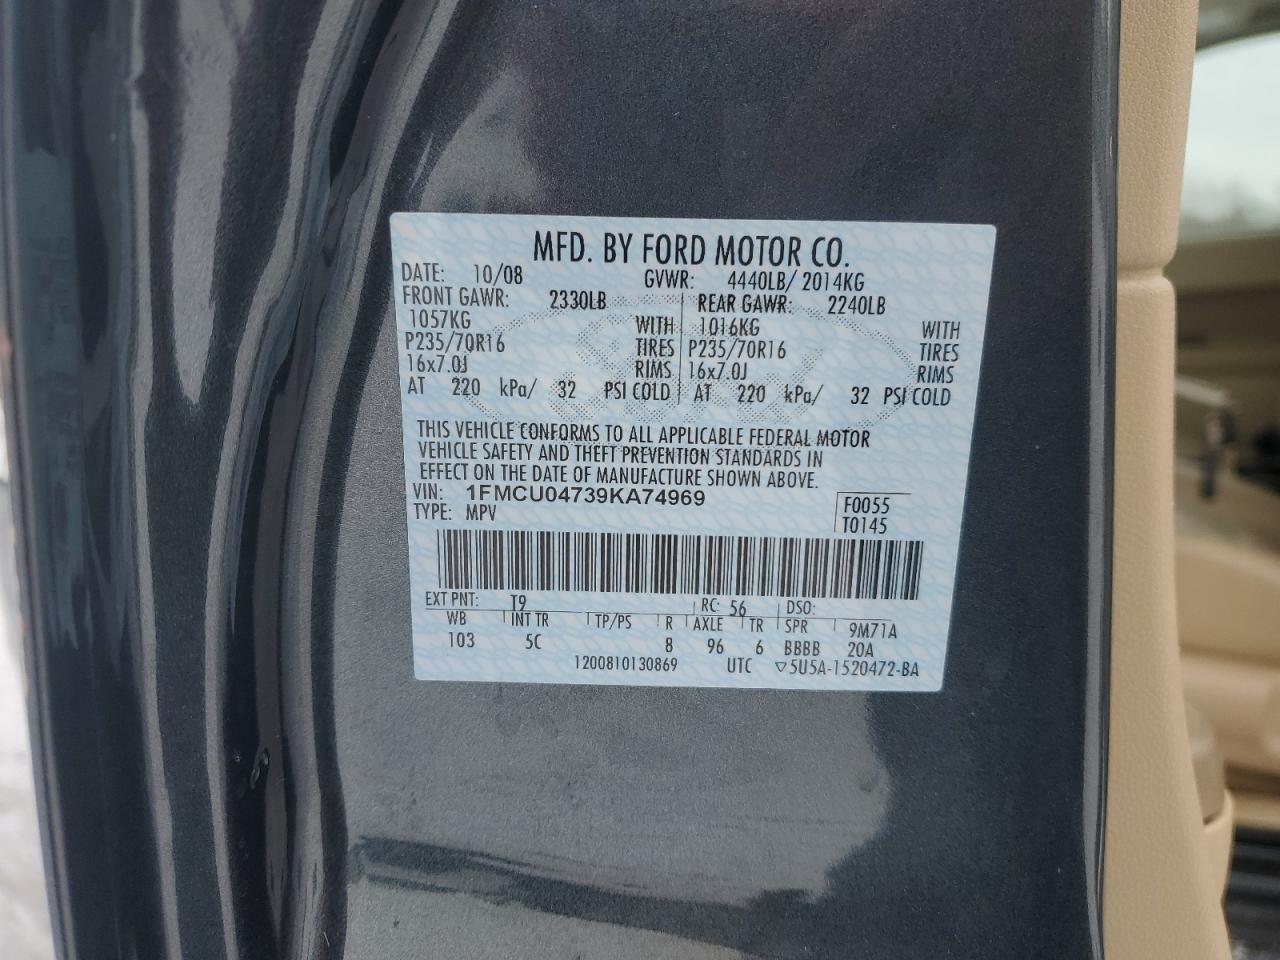 MFD. BY FORD MOTOR CO.
DATE: 10/08 GVWR: 4440LB/ 2014KG
FRONT GAWR: 2330LB REAR GAWR: 2240LB
1057KG WITH 1016KG WITH
P235/70R16 TIRES P235/70R16 TIRES
16x7.0J RIMS 16x7.0J RIMS
AT 220 kPa/ 32 PSI COLD AT 220 kPa/ 32 PSI COLD
THIS VEHICLE CONFORMS TO ALL APPLICABLE FEDERAL MOTOR
VEHICLE SAFETY AND THEFT PREVENTION STANDARDS IN
EFFECT ON THE DATE OF MANUFACTURE SHOWN ABOVE.
VIN: 1FMCU04739KA74969 F0055
TYPE: MPV T0145
EXT PNT: T9 RC: 56 DSO:
WB INT TR TP/PS R AXLE TR SPR 9M71A
103 5C 8 96 6 BBBB 20A
1200810130869 UTC ▽5U5A-1520472-BA